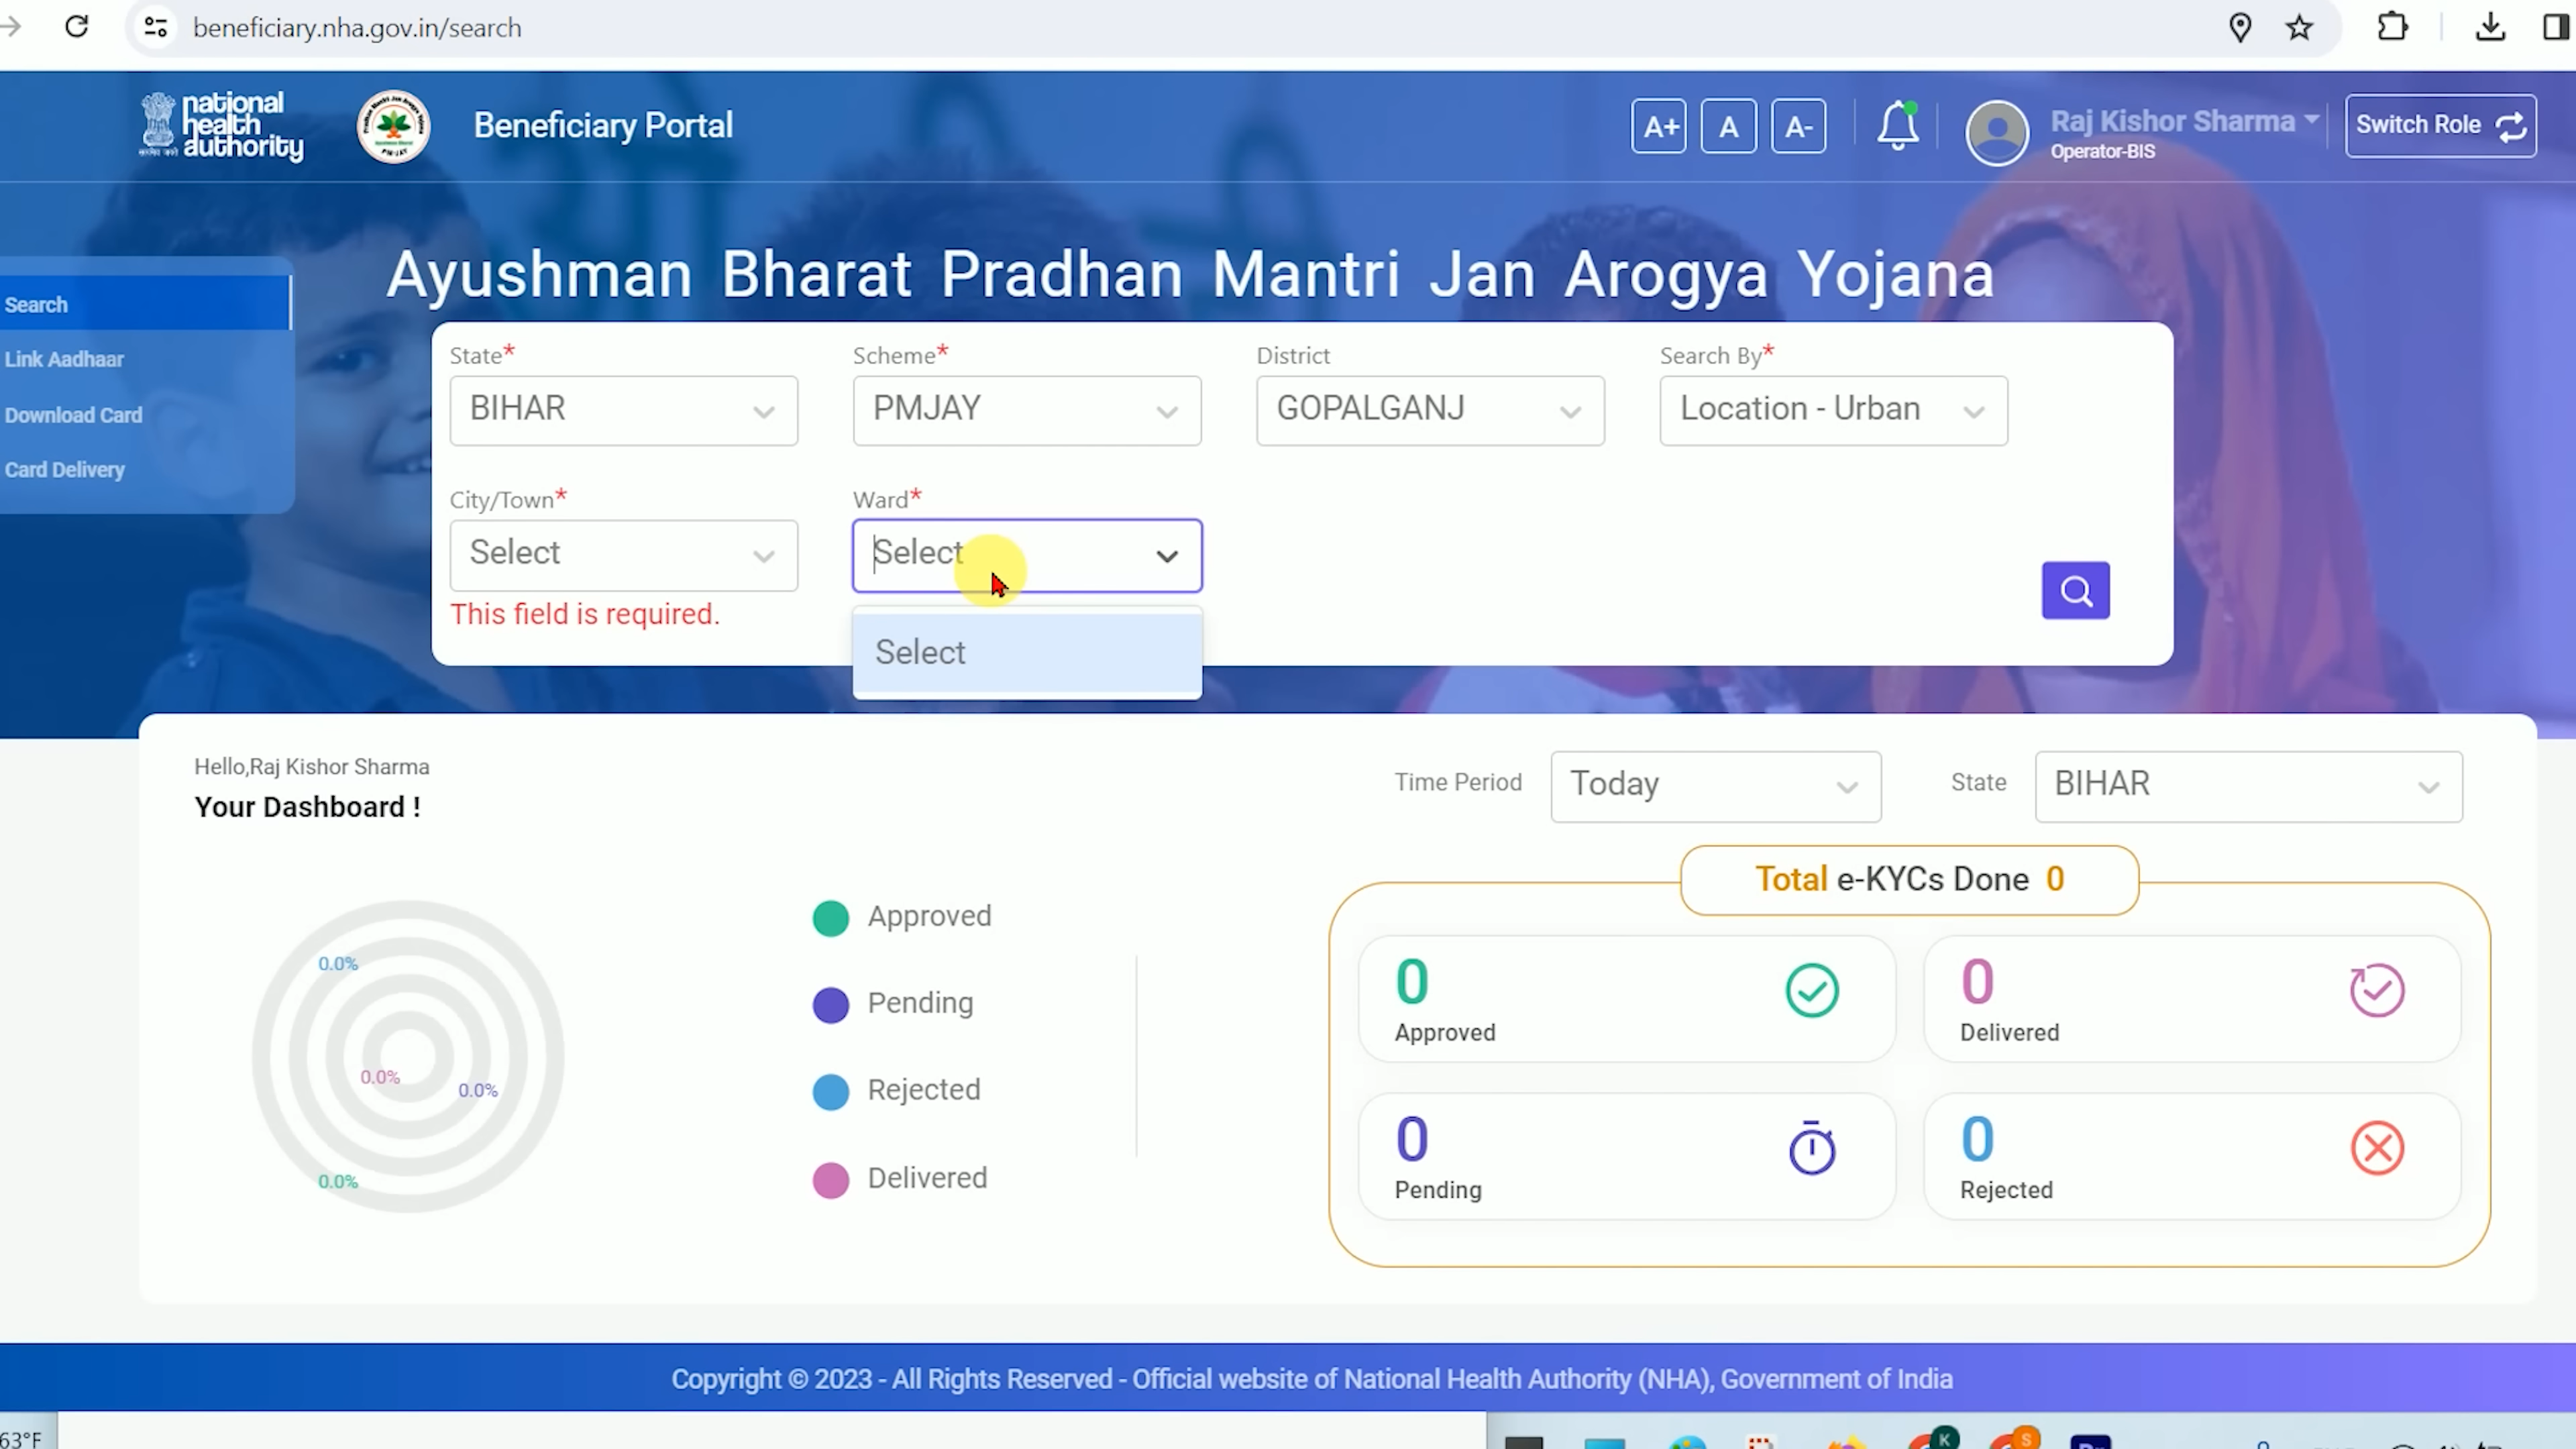 beneficiary.nha.gov.in/search
national
health
authority
Beneficiary Portal
A+ A A-
Raj Kishor Sharma
Operator-BIS
Switch Role
Ayushman Bharat Pradhan Mantri Jan Arogya Yojana
Search
Link Aadhaar
Download Card
Card Delivery
State* Scheme* District Search By*
BIHAR PMJAY GOPALGANJ Location - Urban
City/Town* Ward*
Select Select
This field is required.
Select
Hello,Raj Kishor Sharma
Your Dashboard !
Time Period Today State BIHAR
Total e-KYCs Done 0
0.0%
0.0%
0.0%
0.0%
Approved
Pending
Rejected
Delivered
0
Approved
0
Delivered
0
Pending
0
Rejected
Copyright © 2023 - All Rights Reserved - Official website of National Health Authority (NHA), Government of India
63°F
K
S